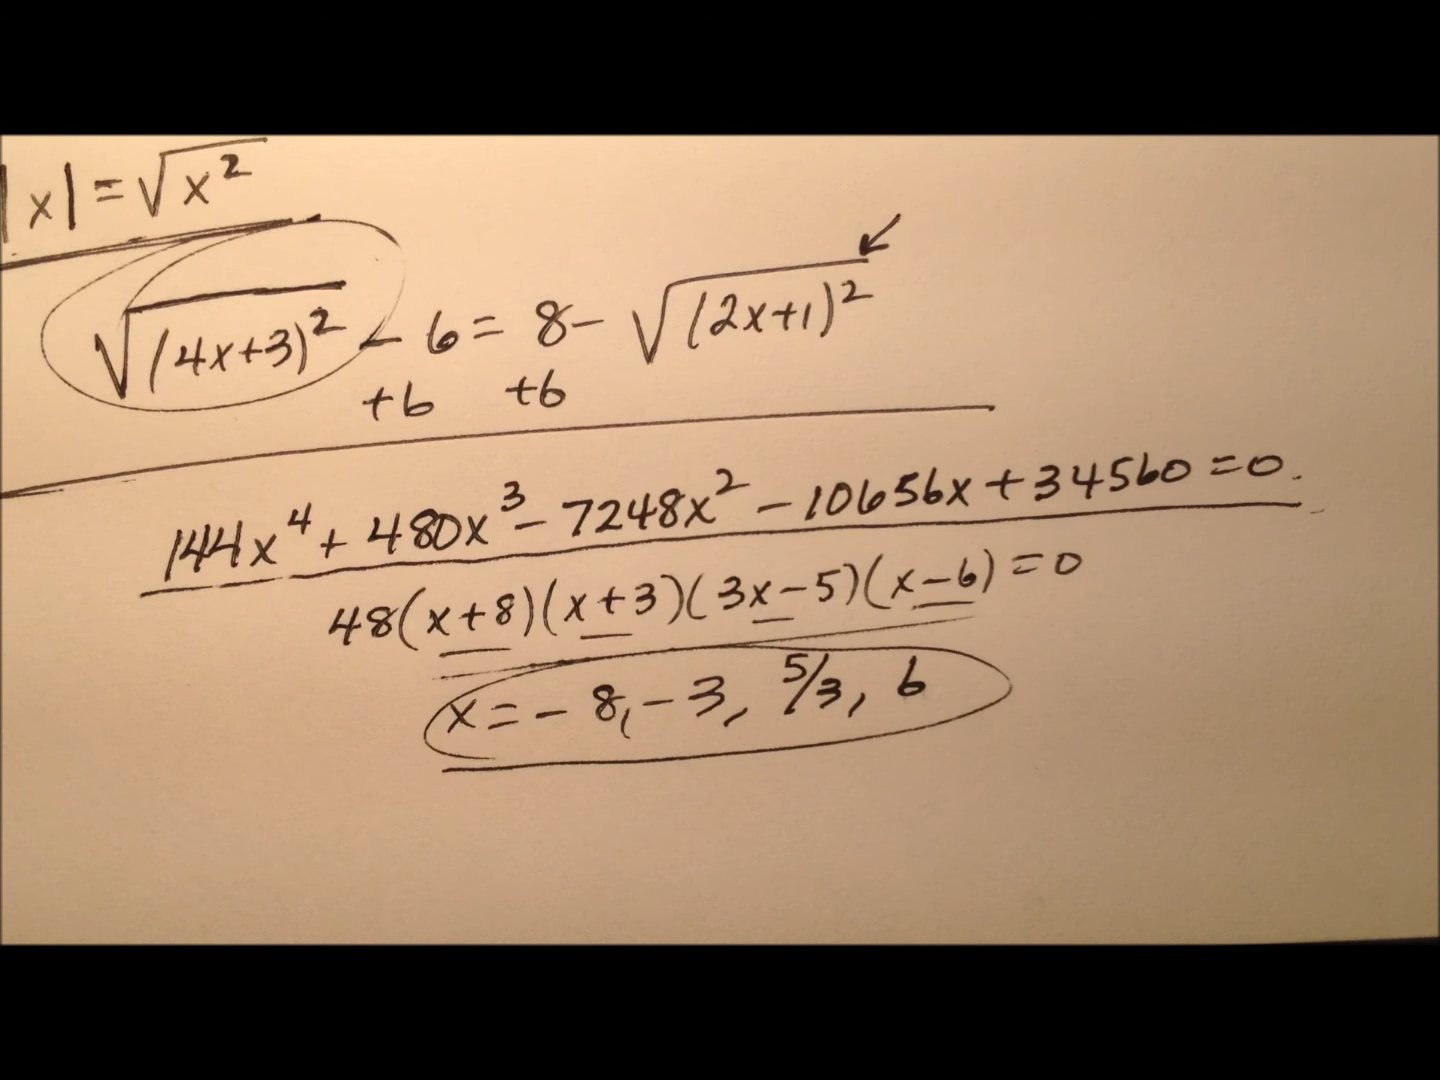 |x| = √x²
√(4x+3)² - 6 = 8 - √(2x+1)²
+6 +6
144x⁴ + 480x³ - 7248x² - 10656x + 34560 = 0.
48(x+8)(x+3)(3x-5)(x-6) = 0
x = - 8, - 3, 5/3, 6